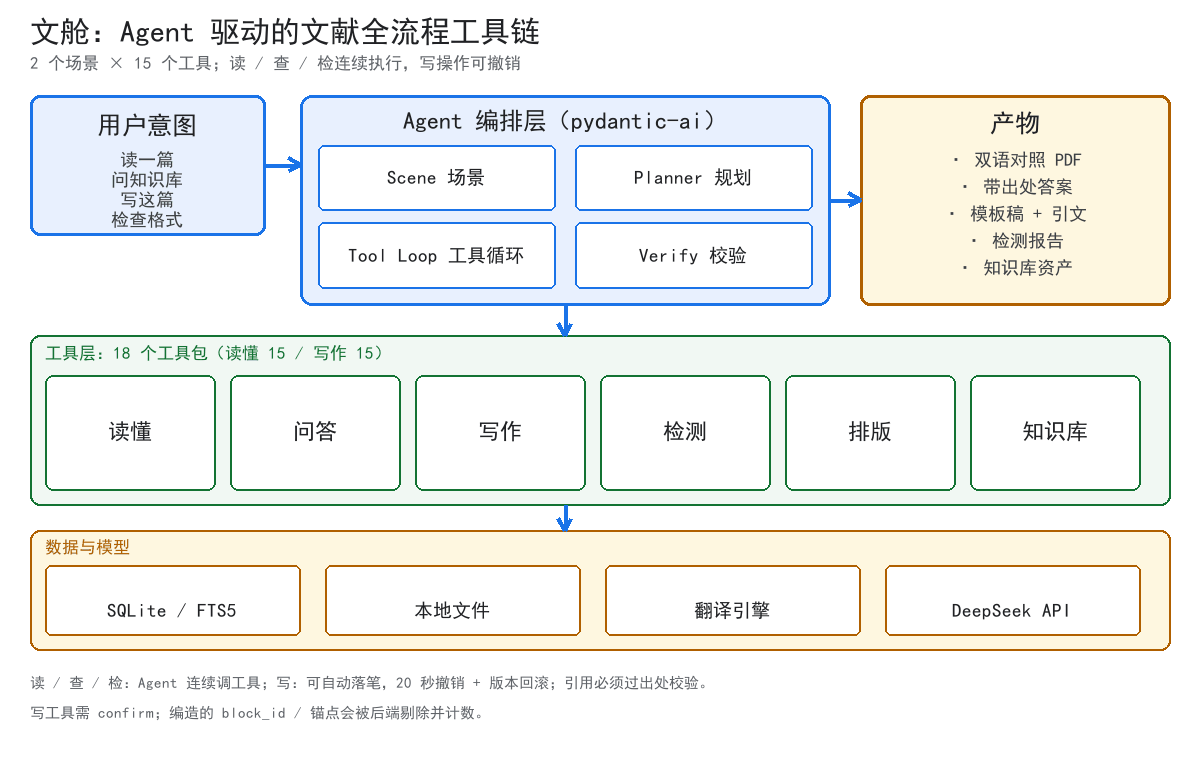 文舱：Agent 驱动的文献全流程工具链
2 个场景 × 15 个工具；读 / 查 / 检连续执行，写操作可撤销
用户意图
读一篇
问知识库
写这篇
检查格式
Agent 编排层（pydantic-ai）
Scene 场景
Planner 规划
Tool Loop 工具循环
Verify 校验
产物
· 双语对照 PDF
· 带出处答案
· 模板稿 + 引文
· 检测报告
· 知识库资产
工具层：18 个工具包（读懂 15 / 写作 15）
读懂
问答
写作
检测
排版
知识库
数据与模型
SQLite / FTS5
本地文件
翻译引擎
DeepSeek API
读 / 查 / 检：Agent 连续调工具；写：可自动落笔，20 秒撤销 + 版本回滚；引用必须过出处校验。
写工具需 confirm；编造的 block_id / 锚点会被后端剔除并计数。